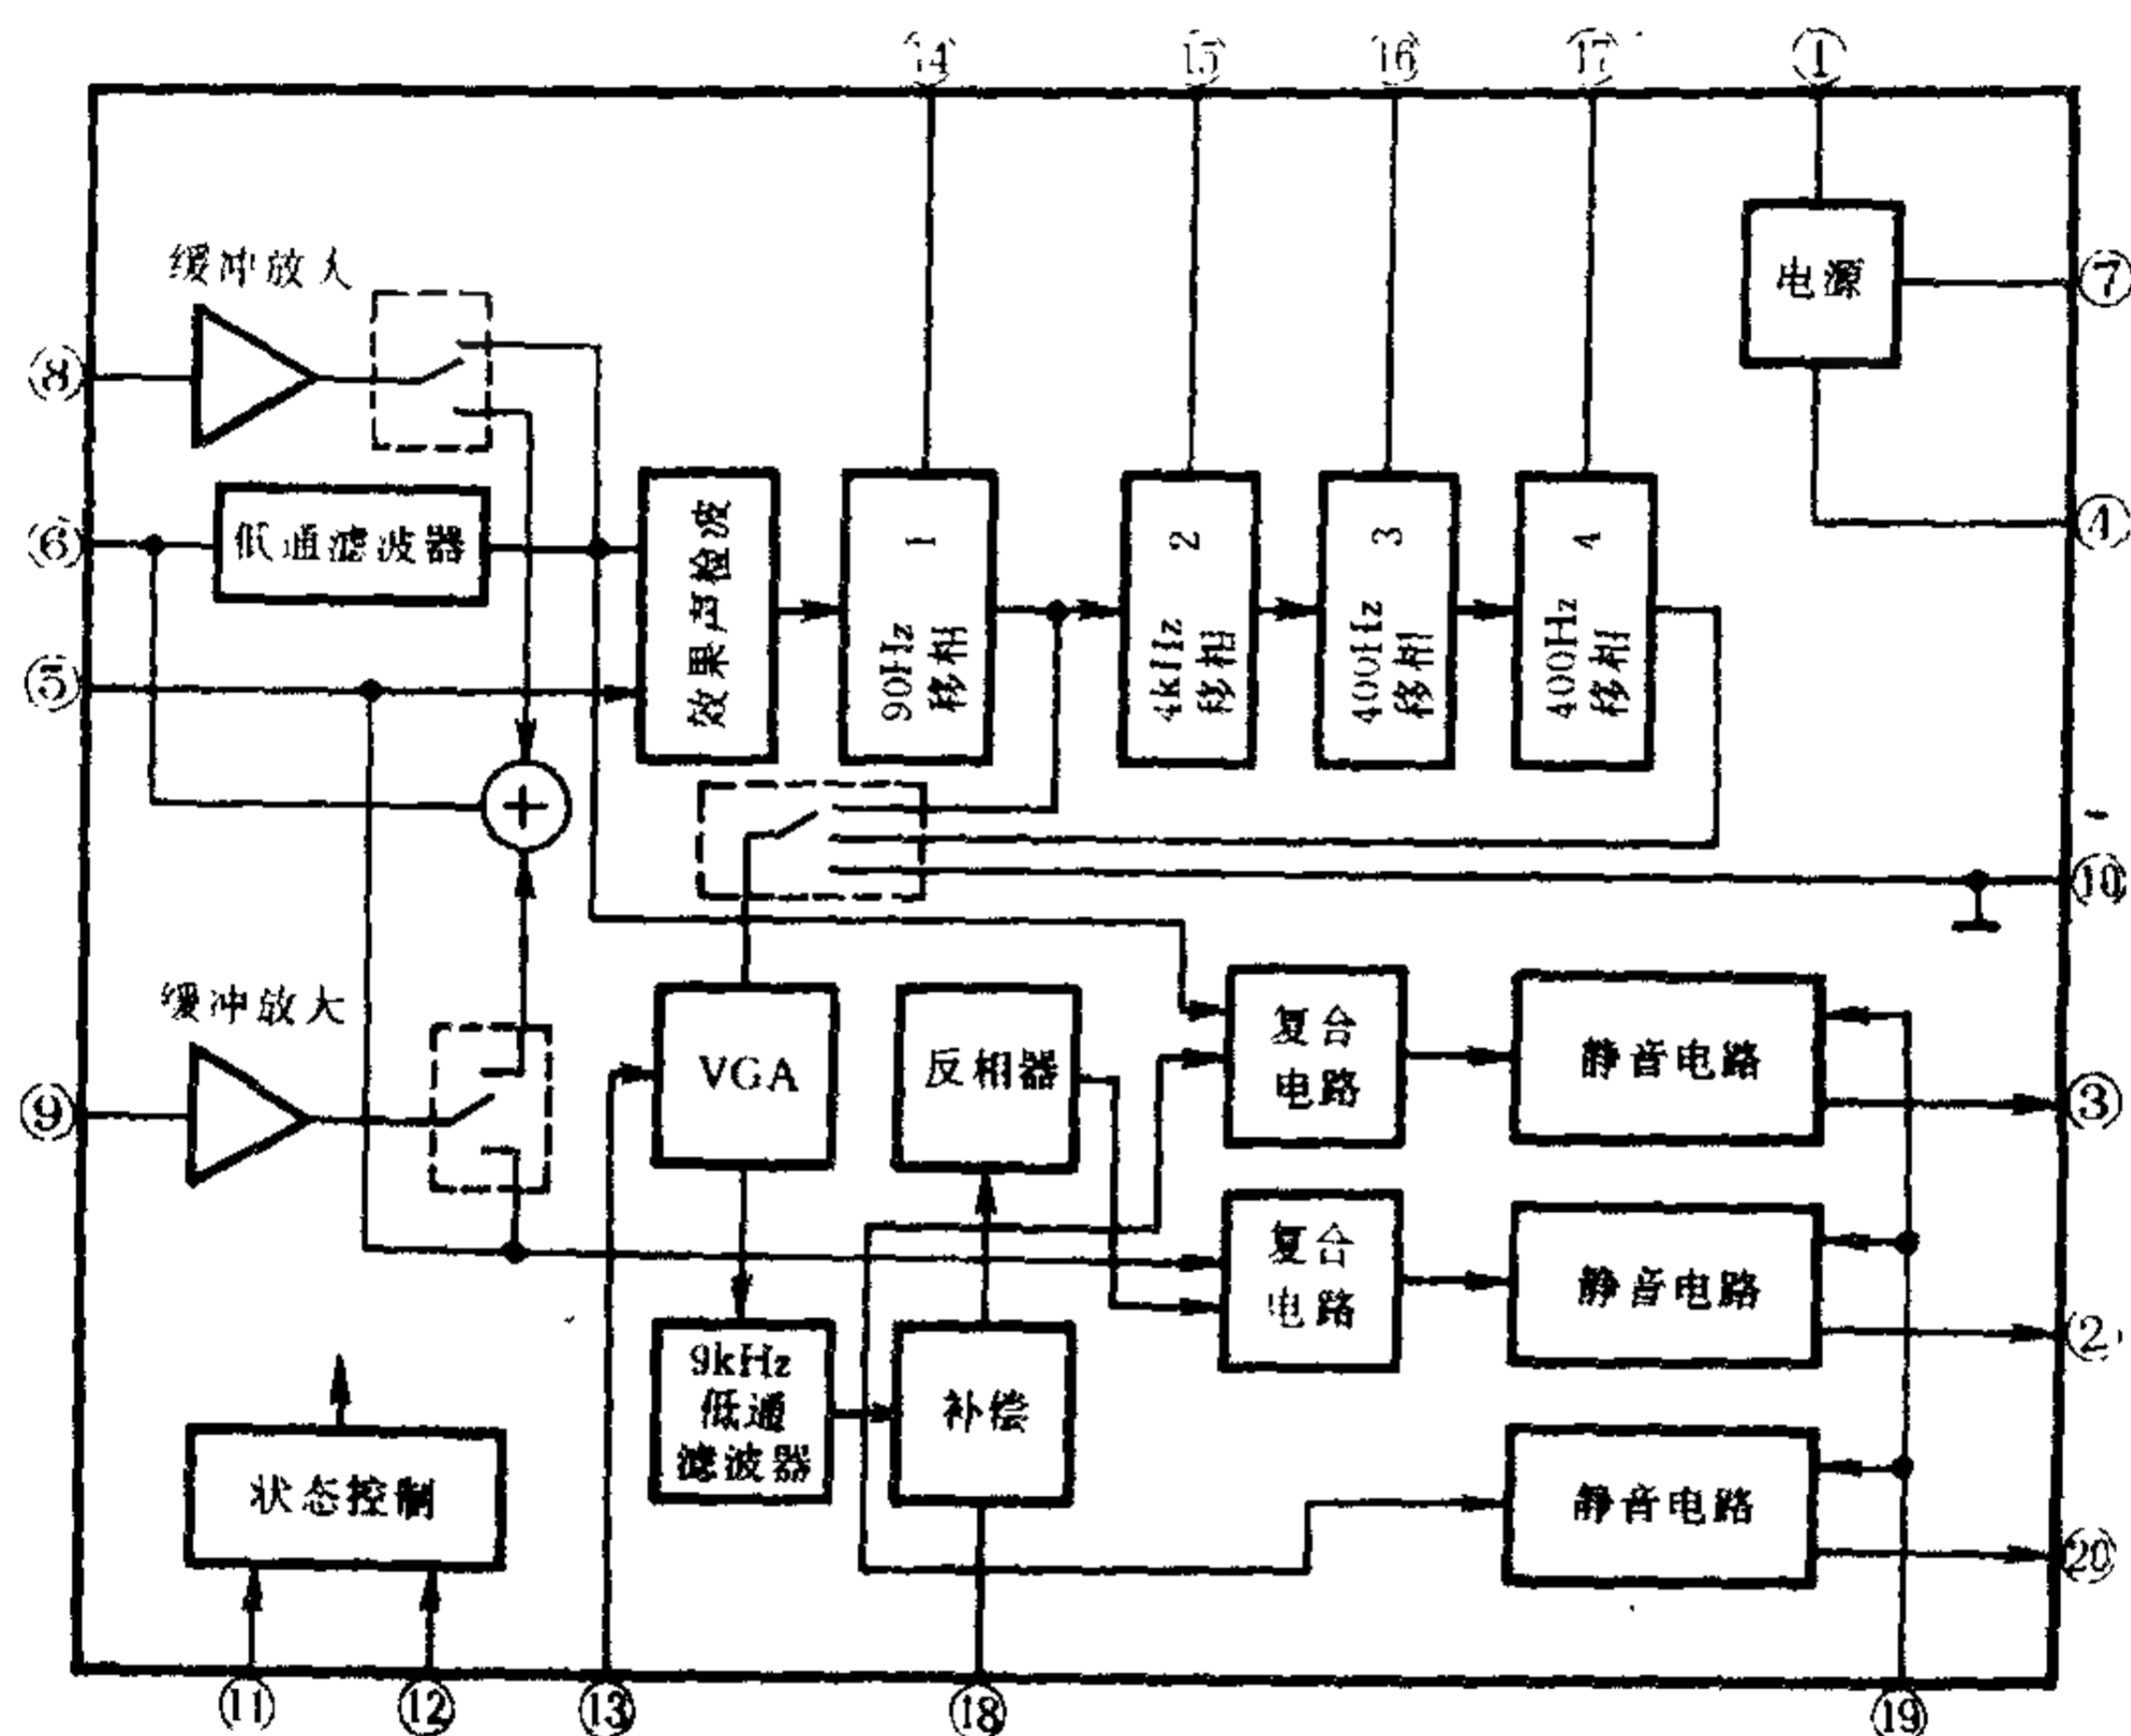 ⑭ ⑮ ⑯ ⑰ ①
电源
⑦
缓冲放大
⑧
④
⑥
低通滤波器
效果声检波
1
90Hz
移相
2
4kHz
移相
3
400Hz
移相
4
400Hz
移相
⑤
+
⑩
缓冲放大
⑨
VGA
反相器
复合
电路
静音电路
③
复合
电路
静音电路
②
9kHz
低通
滤波器
补偿
状态控制
静音电路
⑳
⑪ ⑫ ⑬ ⑱ ⑲